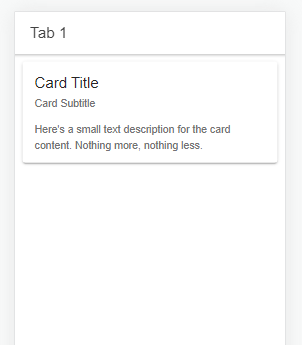 Tab 1
Card Title
Card Subtitle
Here's a small text description for the card
content. Nothing more, nothing less.